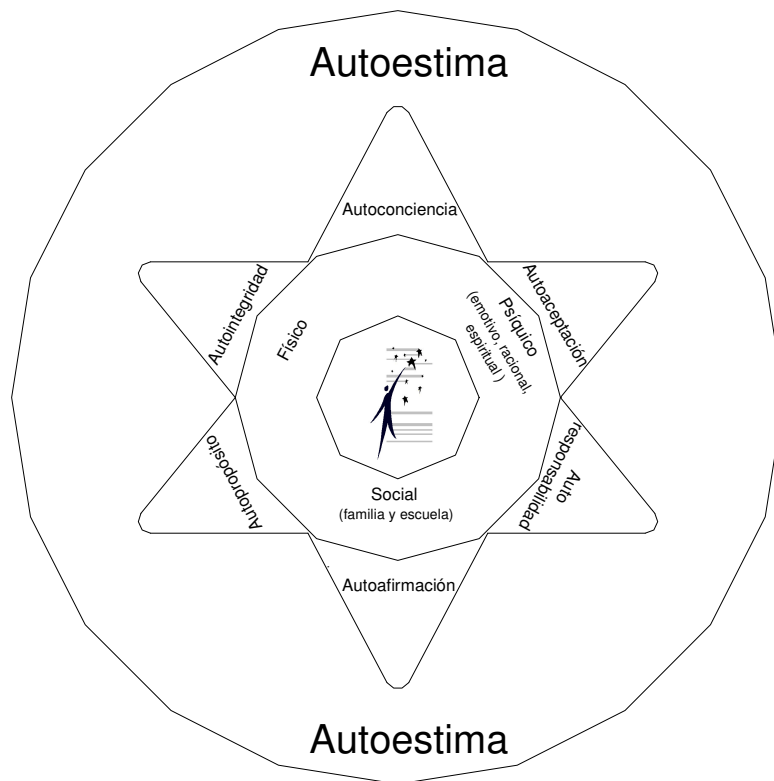 Autoestima
Autoconciencia
Autointegridad
Autoaceptación
Físico
Psíquico
(emotivo, racional,
espiritual )
Autopropósito
Auto
responsabilidad
Social
(familia y escuela)
Autoafirmación
Autoestima